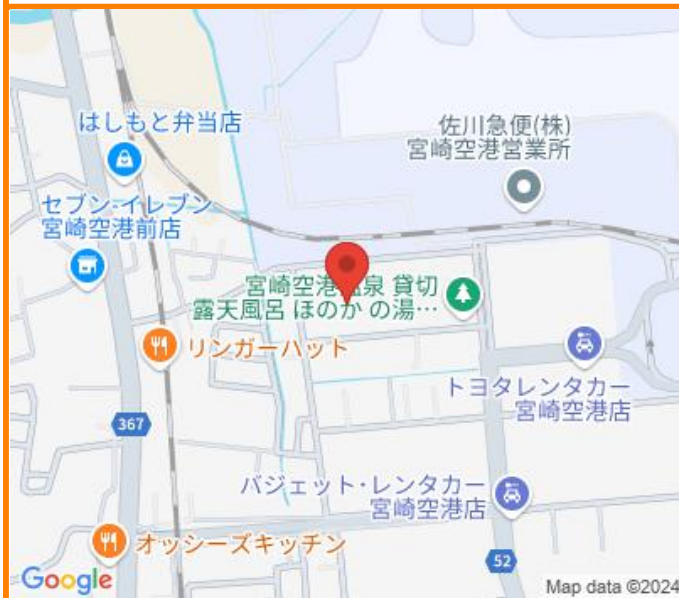 はしもと弁当店
佐川急便(株)
宮崎空港営業所
セブン-イレブン
宮崎空港前店
宮崎空港温泉 貸切
露天風呂 ほのか の湯…
リンガーハット
トヨタレンタカー
宮崎空港店
367
バジェット・レンタカー
宮崎空港店
オッシーズキッチン
52
Google
Map data ©2024